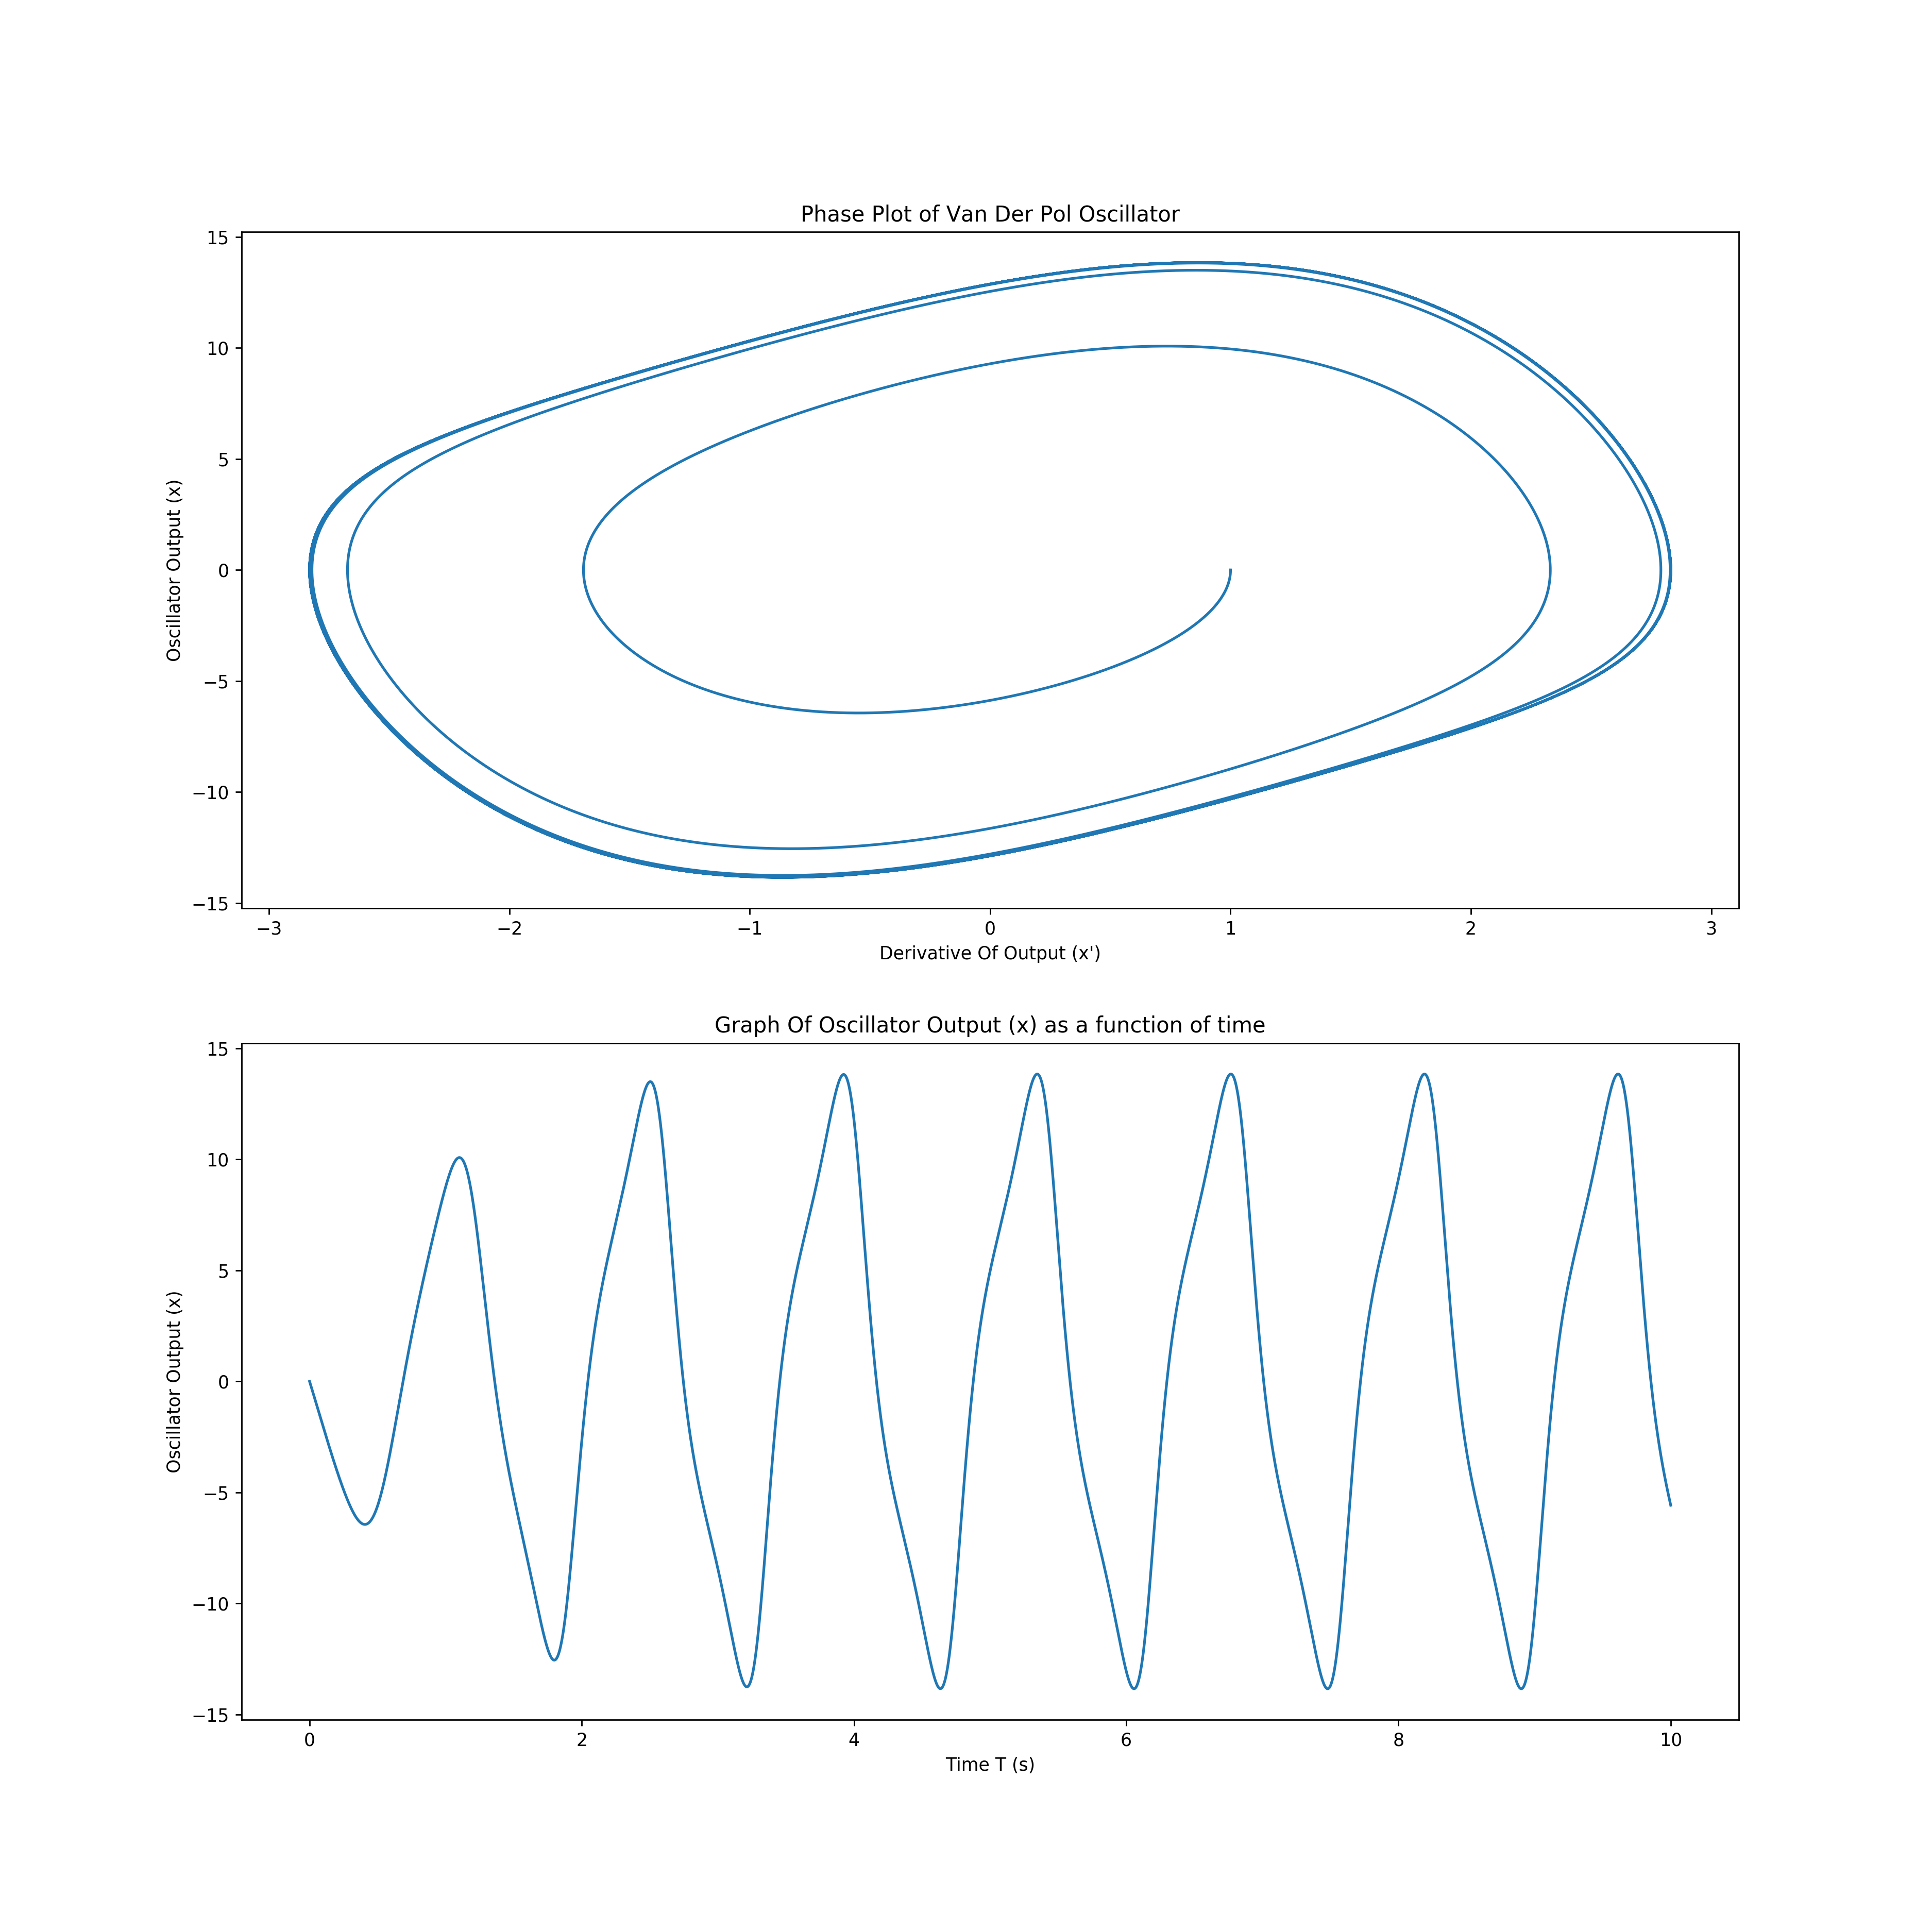 Phase Plot of Van Der Pol Oscillator
15
10
5
0
−5
−10
−15
Oscillator Output (x)
−3 −2 −1 0 1 2 3
Derivative Of Output (x')
Graph Of Oscillator Output (x) as a function of time
15
10
5
0
−5
−10
−15
Oscillator Output (x)
0 2 4 6 8 10
Time T (s)